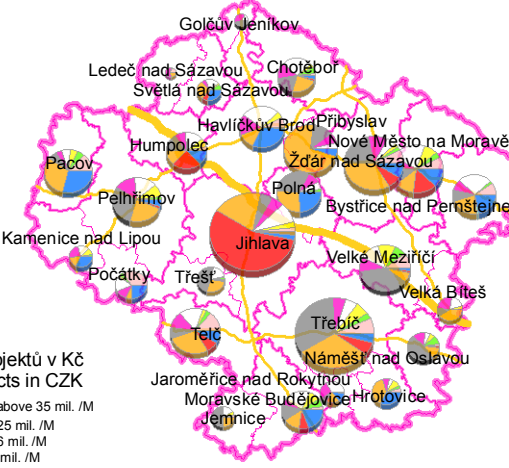 Golčův Jeníkov
Ledeč nad Sázavou
Chotěboř
Světlá nad Sázavou
Havlíčkův Brod
Přibyslav
Humpolec
Nové Město na Moravě
Pacov
Žďár nad Sázavou
Pelhřimov
Polná
Bystřice nad Pernštejne
Kamenice nad Lipou
Jihlava
Velké Meziříčí
Počátky
Třešť
Velká Bíteš
Telč
Třebíč
Náměšť nad Oslavou
ojektů v Kč
cts in CZK
Jaroměřice nad Rokytnou
above 35 mil. /M
Moravské Budějovice
Hrotovice
25 mil. /M
Jemnice
6 mil. /M
mil. /M